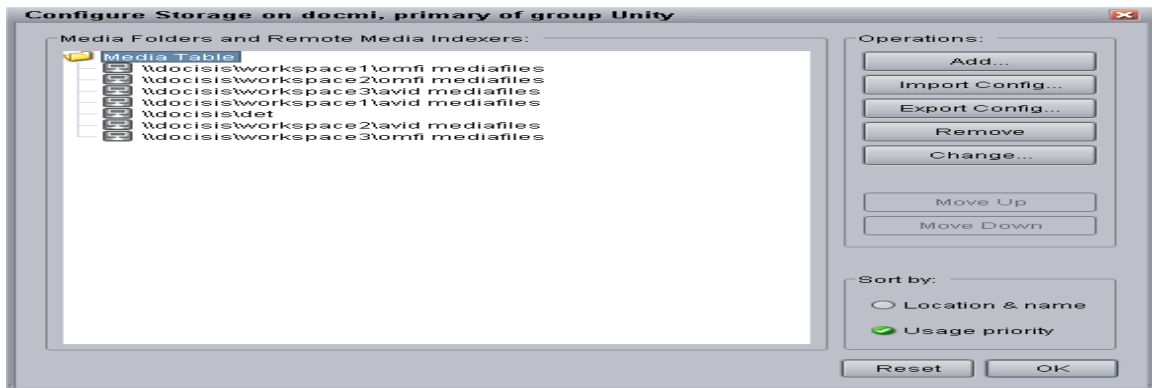 Configure Storage on docmi, primary of group Unity
Media Folders and Remote Media Indexers:
Media Table
\\docisis\workspace1\omfi mediafiles
\\docisis\workspace2\omfi mediafiles
\\docisis\workspace3\avid mediafiles
\\docisis\workspace1\avid mediafiles
\\docisis\det
\\docisis\workspace2\avid mediafiles
\\docisis\workspace3\omfi mediafiles
Operations:
Add...
Import Config...
Export Config...
Remove
Change...
Move Up
Move Down
Sort by:
Location & name
Usage priority
Reset
OK